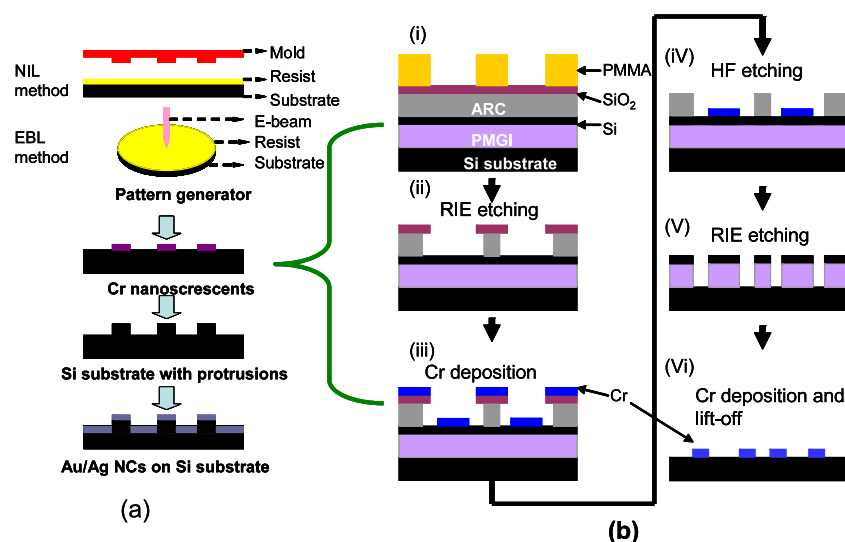 (a)
Mold
NIL
method
Resist
Substrate
E-beam
EBL
method
Resist
Substrate
Pattern generator
Cr nanoscrescents
Si substrate with protrusions
Au/Ag NCs on Si substrate
(a)
(i)
PMMA
SiO2
ARC
Si
PMGI
Si substrate
(ii)
RIE etching
(iii)
Cr deposition
Cr
(iV)
HF etching
(V)
RIE etching
(Vi)
Cr deposition and
lift-off
(b)